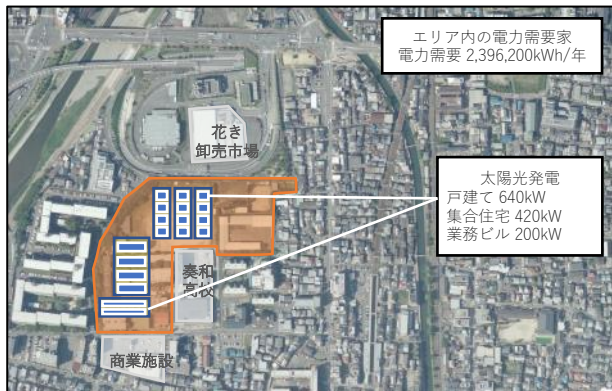 エリア内の電力需要家
電力需要 2,396,200kWh/年
花き
卸売市場
太陽光発電
戸建て 640kW
集合住宅 420kW
業務ビル 200kW
奏和
高校
商業施設